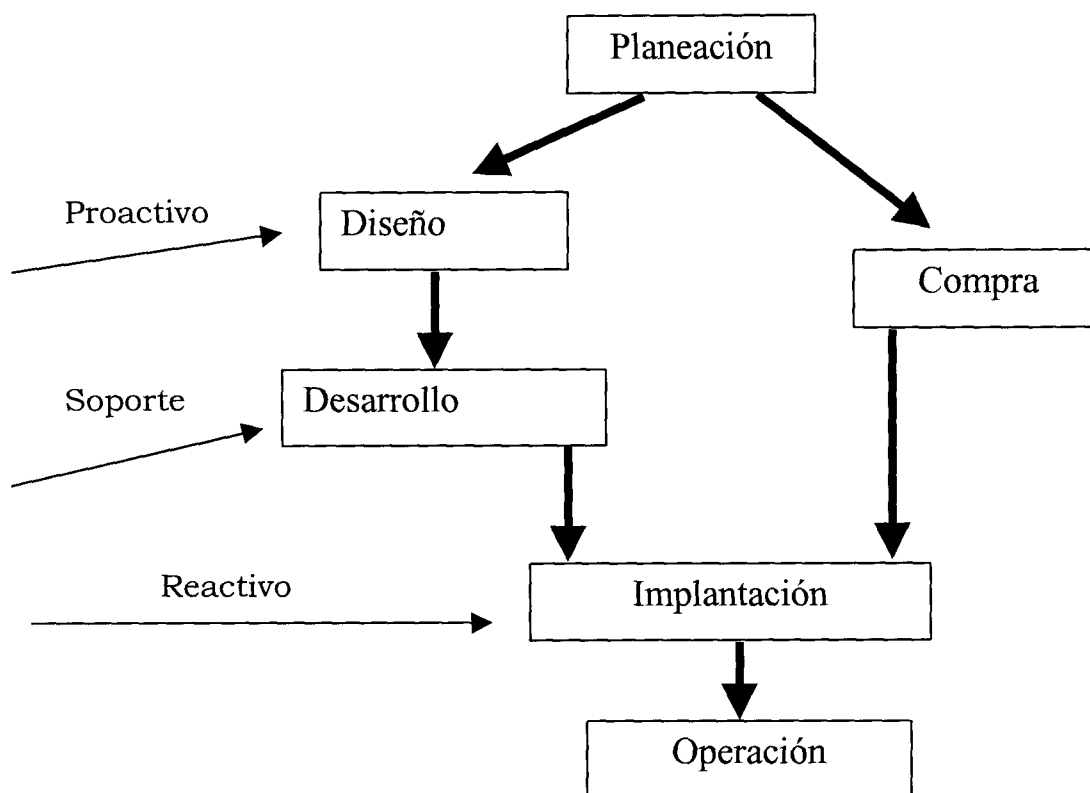 Planeación
Proactivo
Diseño
Compra
Soporte
Desarrollo
Reactivo
Implantación
Operación